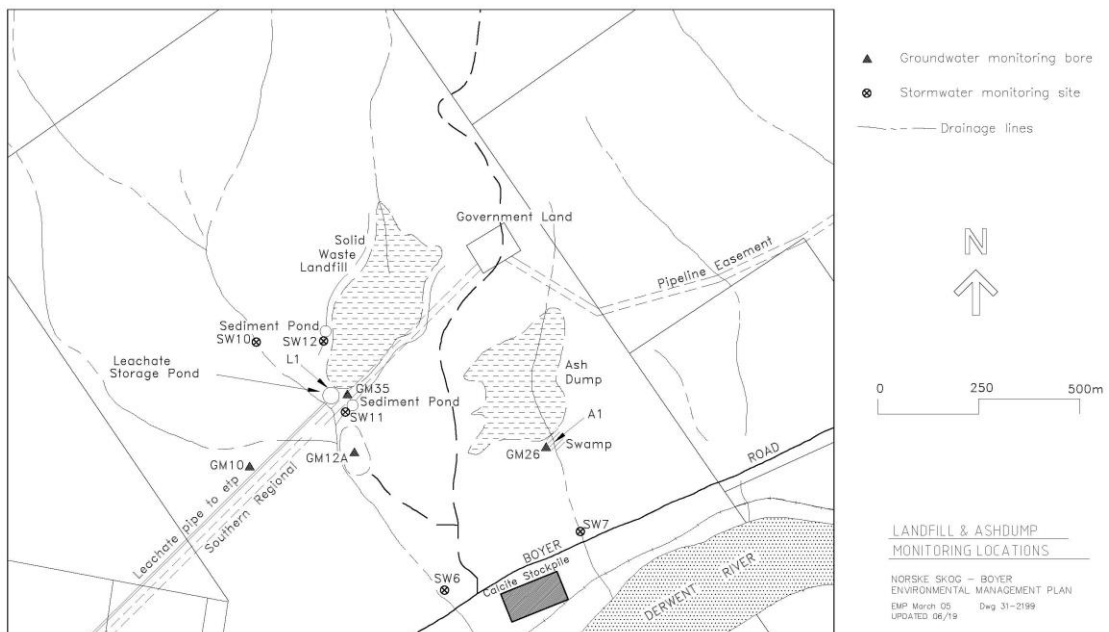 Groundwater monitoring bore
Stormwater monitoring site
Drainage lines
N
0
250
500m
Government Land
Solid
Waste
Landfill
Pipeline Easement
Sediment Pond
SW10
SW12
L1
Leachate
Storage Pond
GM35
Sediment Pond
SW11
Ash
Dump
A1
Swamp
GM26
GM10
GM12A
Leachate pipe to etp
Southern Regional
SW7
BOYER
ROAD
SW6
Calcite Stockpile
DERWENT RIVER
LANDFILL & ASHDUMP
MONITORING LOCATIONS
NORSKE SKOG – BOYER
ENVIRONMENTAL MANAGEMENT PLAN
EMP March 05 Dwg 31-2199
UPDATED 06/19